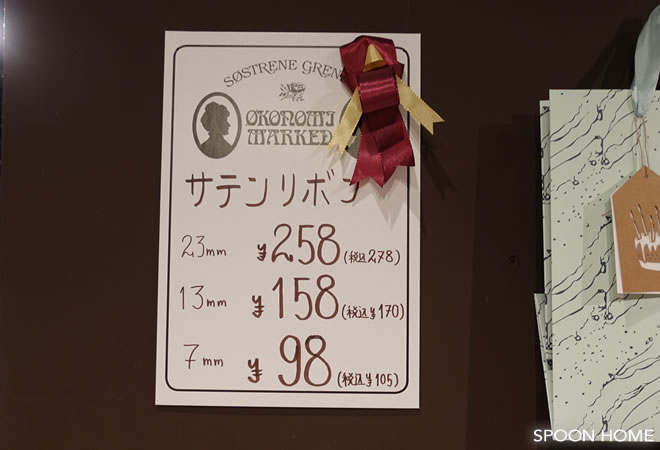 SØSTRENE GRENE
OKONOMI
MARKED
サテンリボン
23mm ¥258 (税込278)
13mm ¥158 (税込¥170)
7mm ¥98 (税込¥105)
SPOON HOME